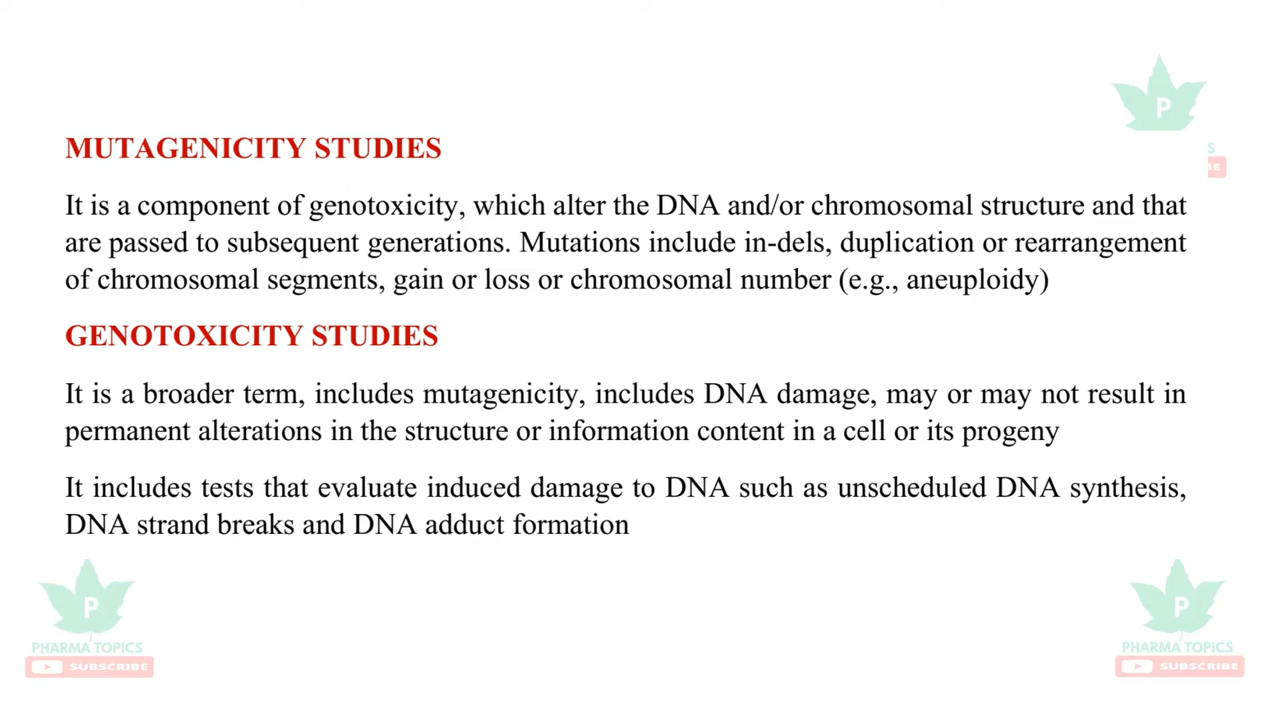 P
MUTAGENICITY STUDIES
It is a component of genotoxicity, which alter the DNA and/or chromosomal structure and that
are passed to subsequent generations. Mutations include in-dels, duplication or rearrangement
of chromosomal segments, gain or loss or chromosomal number (e.g., aneuploidy)
GENOTOXICITY STUDIES
It is a broader term, includes mutagenicity, includes DNA damage, may or may not result in
permanent alterations in the structure or information content in a cell or its progeny
It includes tests that evaluate induced damage to DNA such as unscheduled DNA synthesis,
DNA strand breaks and DNA adduct formation
P
PHARMA TOPICS
SUBSCRIBE
P
PHARMA TOPICS
SUBSCRIBE